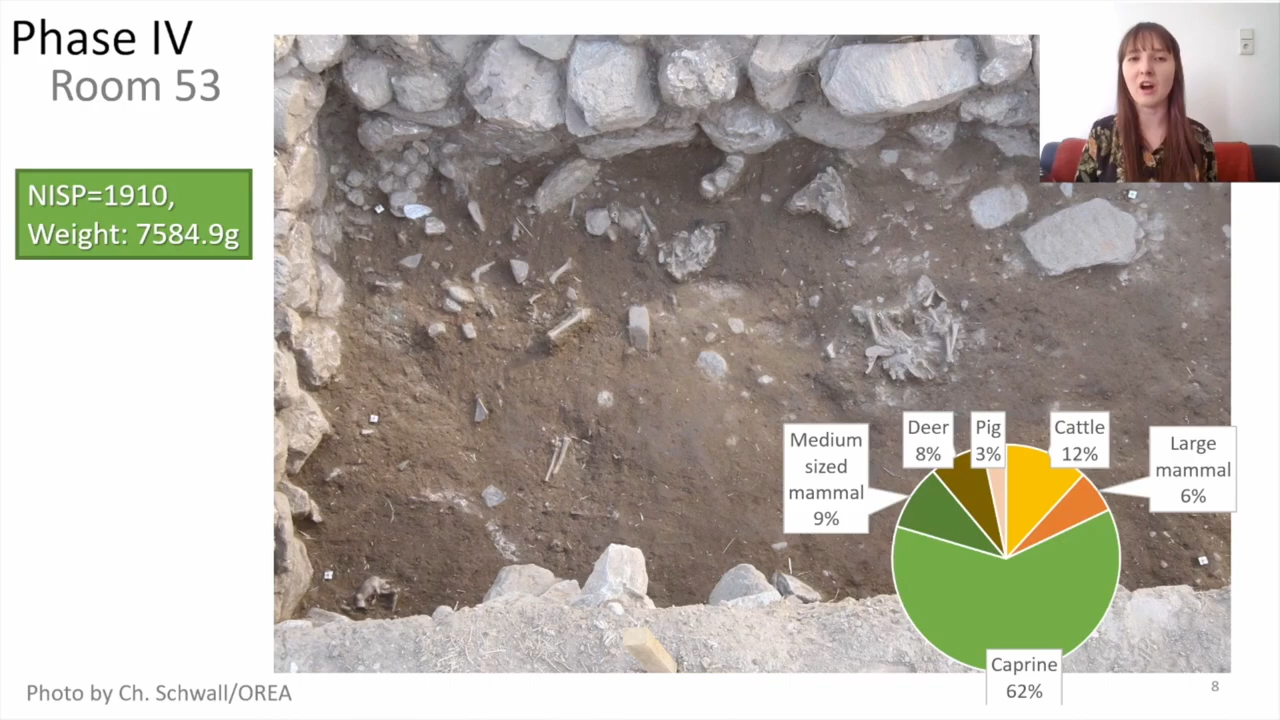 Phase IV
Room 53
NISP=1910,
Weight: 7584.9g
Medium
sized
mammal
9%
Deer
8%
Pig
3%
Cattle
12%
Large
mammal
6%
Caprine
62%
Photo by Ch. Schwall/OREA
8